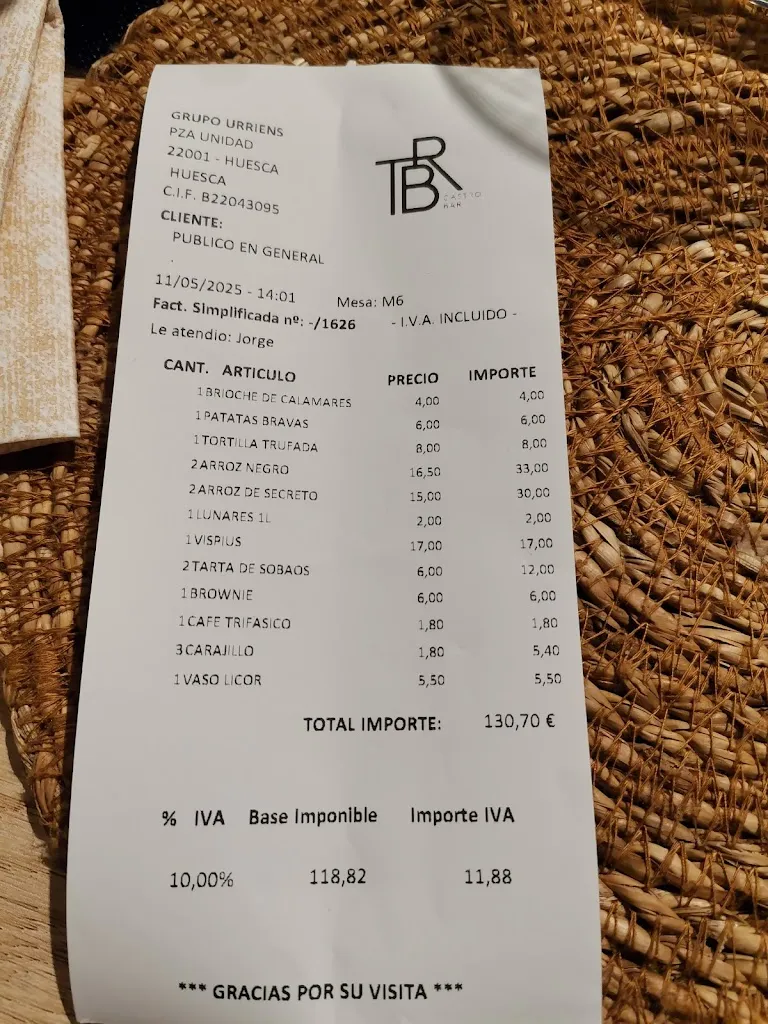 GRUPO URRIENS
PZA UNIDAD
22001 - HUESCA
HUESCA
C.I.F. B22043095
TBR
BAR
CLIENTE:
PUBLICO EN GENERAL
.
11/05/2025 - 14:01 Mesa: M6
Fact. Simplificada nº: -/1626 - I.V.A. INCLUIDO -
Le atendio: Jorge
CANT. ARTICULO PRECIO IMPORTE
1 BRIOCHE DE CALAMARES 4,00 4,00
1 PATATAS BRAVAS 6,00 6,00
1 TORTILLA TRUFADA 8,00 8,00
2 ARROZ NEGRO 16,50 33,00
2 ARROZ DE SECRETO 15,00 30,00
1 LUNARES 1L 2,00 2,00
1 VISPIUS 17,00 17,00
2 TARTA DE SOBAOS 6,00 12,00
1 BROWNIE 6,00 6,00
1 CAFE TRIFASICO 1,80 1,80
3 CARAJILLO 1,80 5,40
1 VASO LICOR 5,50 5,50
TOTAL IMPORTE: 130,70 €
% IVA Base Imponible Importe IVA
10,00% 118,82 11,88
*** GRACIAS POR SU VISITA ***